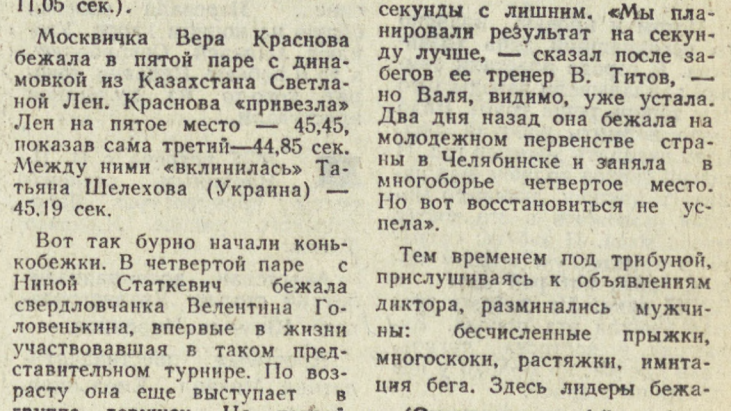 11,05 сек.).
Москвичка Вера Краснова
бежала в пятой паре с дина-
мовкой из Казахстана Светла-
ной Лен. Краснова «привезла»
Лен на пятое место — 45,45,
показав сама третий—44,85 сек.
Между ними «вклинилась» Та-
тьяна Шелехова (Украина) —
45,19 сек.
Вот так бурно начали конь-
кобежки. В четвертой паре с
Ниной Статкевич бежала
свердловчанка Велентина Го-
ловенькина, впервые в жизни
участвовавшая в таком пред-
ставительном турнире. По воз-
расту она еще выступает в
секунды с лишним. «Мы пла-
нировали результат на секун-
ду лучше, — сказал после за-
бегов ее тренер В. Титов, —
но Валя, видимо, уже устала.
Два дня назад она бежала на
молодежном первенстве стра-
ны в Челябинске и заняла в
многоборье четвертое место.
Но вот восстановиться не ус-
пела».
Тем временем под трибуной,
прислушиваясь к объявлениям
диктора, разминались мужчи-
ны: бесчисленные прыжки,
многоскоки, растяжки, имита-
ция бега. Здесь лидеры бежа-